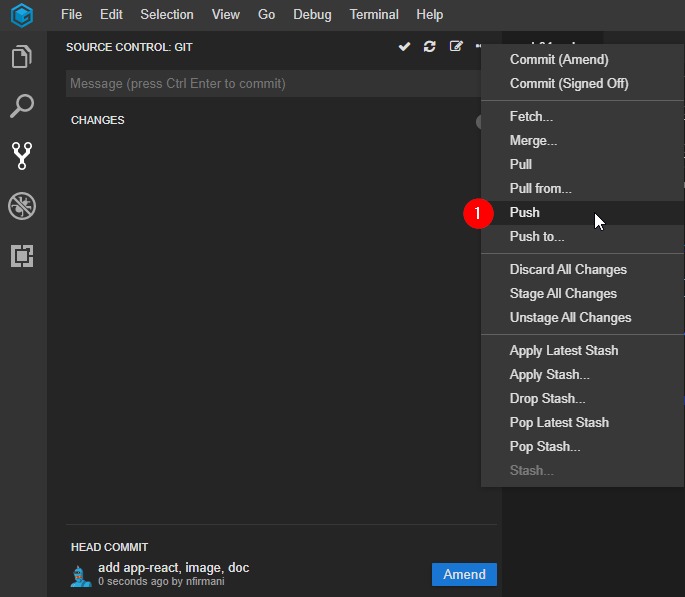 File Edit Selection View Go Debug Terminal Help
SOURCE CONTROL: GIT
Message (press Ctrl Enter to commit)
CHANGES
Commit (Amend)
Commit (Signed Off)
Fetch...
Merge...
Pull
Pull from...
1 Push
Push to...
Discard All Changes
Stage All Changes
Unstage All Changes
Apply Latest Stash
Apply Stash...
Drop Stash...
Pop Latest Stash
Pop Stash...
Stash...
HEAD COMMIT
add app-react, image, doc
0 seconds ago by nfirmani
Amend